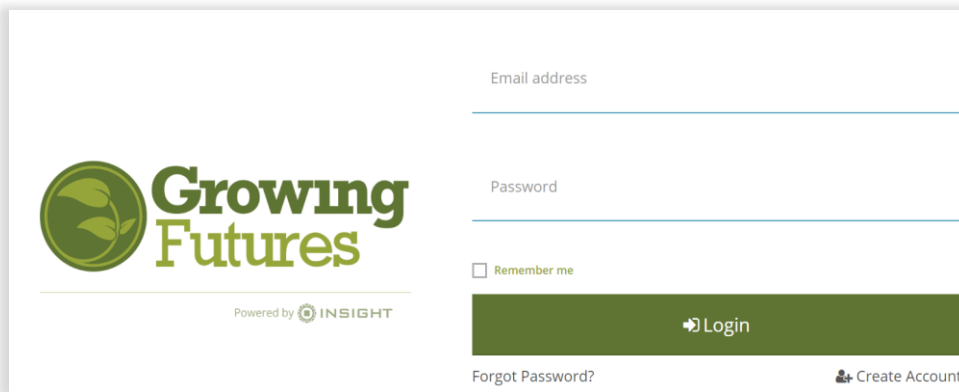 Growing
Futures
Powered by INSIGHT
Email address
Password
Remember me
Login
Forgot Password?
Create Account